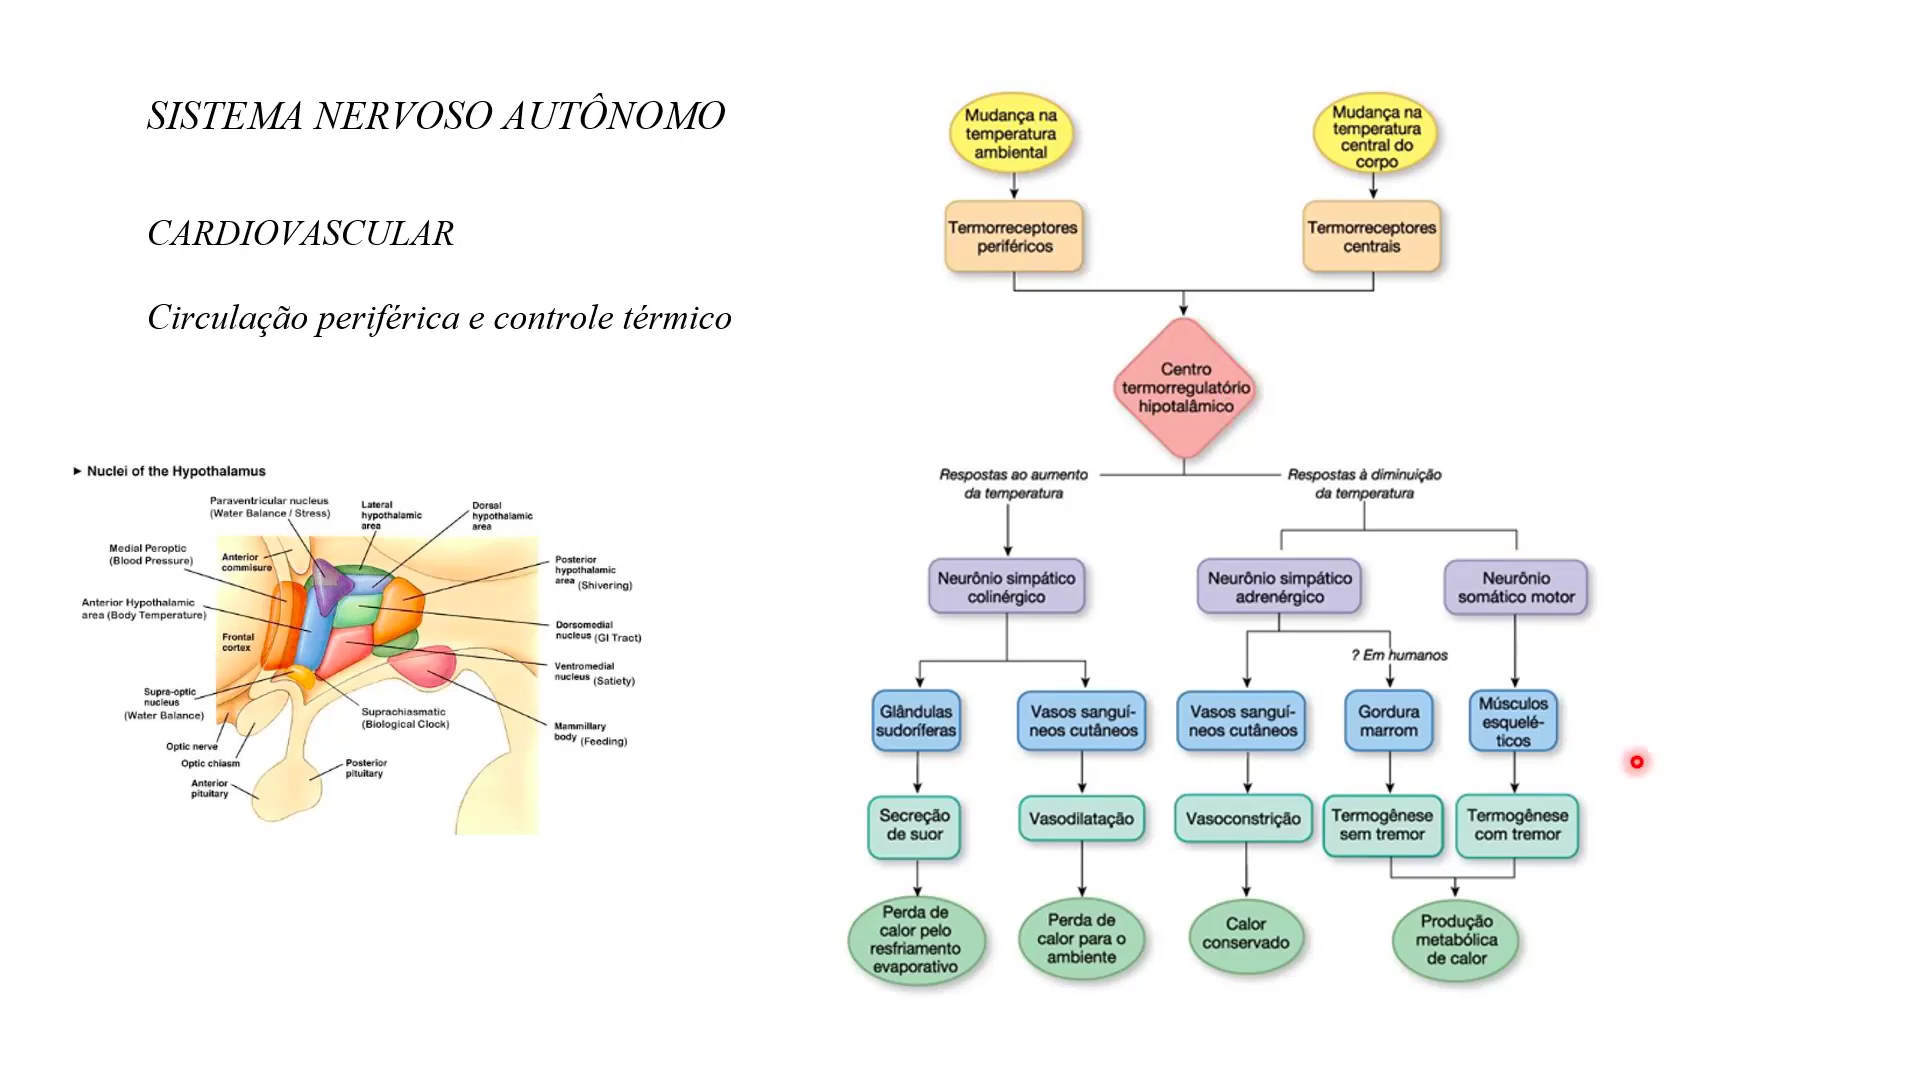 SISTEMA NERVOSO AUTÔNOMO
CARDIOVASCULAR
Circulação periférica e controle térmico
► Nuclei of the Hypothalamus
Paraventricular nucleus
(Water Balance / Stress)
Lateral
hypothalamic
area
Dorsal
hypothalamic
area
Medial Peroptic
(Blood Pressure)
Anterior
commisure
Posterior
hypothalamic
area (Shivering)
Anterior Hypothalamic
area (Body Temperature)
Frontal
cortex
Dorsomedial
nucleus (GI Tract)
Ventromedial
nucleus (Satiety)
Supra-optic
nucleus
(Water Balance)
Suprachiasmatic
(Biological Clock)
Mammillary
body (Feeding)
Optic nerve
Optic chiasm
Anterior
pituitary
Posterior
pituitary
Mudança na
temperatura
ambiental
Mudança na
temperatura
central do
corpo
Termorreceptores
periféricos
Termorreceptores
centrais
Centro
termorregulatório
hipotalâmico
Respostas ao aumento
da temperatura
Respostas à diminuição
da temperatura
Neurônio simpático
colinérgico
Neurônio simpático
adrenérgico
Neurônio
somático motor
? Em humanos
Glândulas
sudoríferas
Vasos sanguí-
neos cutâneos
Vasos sanguí-
neos cutâneos
Gordura
marrom
Músculos
esquelé-
ticos
Secreção
de suor
Vasodilatação
Vasoconstrição
Termogênese
sem tremor
Termogênese
com tremor
Perda de
calor pelo
resfriamento
evaporativo
Perda de
calor para o
ambiente
Calor
conservado
Produção
metabólica
de calor